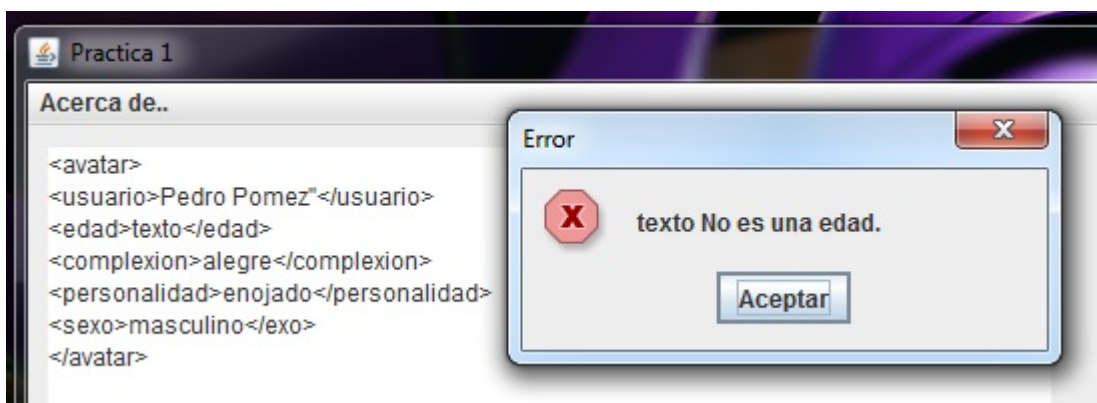 Practica 1
Acerca de..
<avatar>
<usuario>Pedro Pomez"</usuario>
<edad>texto</edad>
<complexion>alegre</complexion>
<personalidad>enojado</personalidad>
<sexo>masculino</exo>
</avatar>
Error
texto No es una edad.
Aceptar